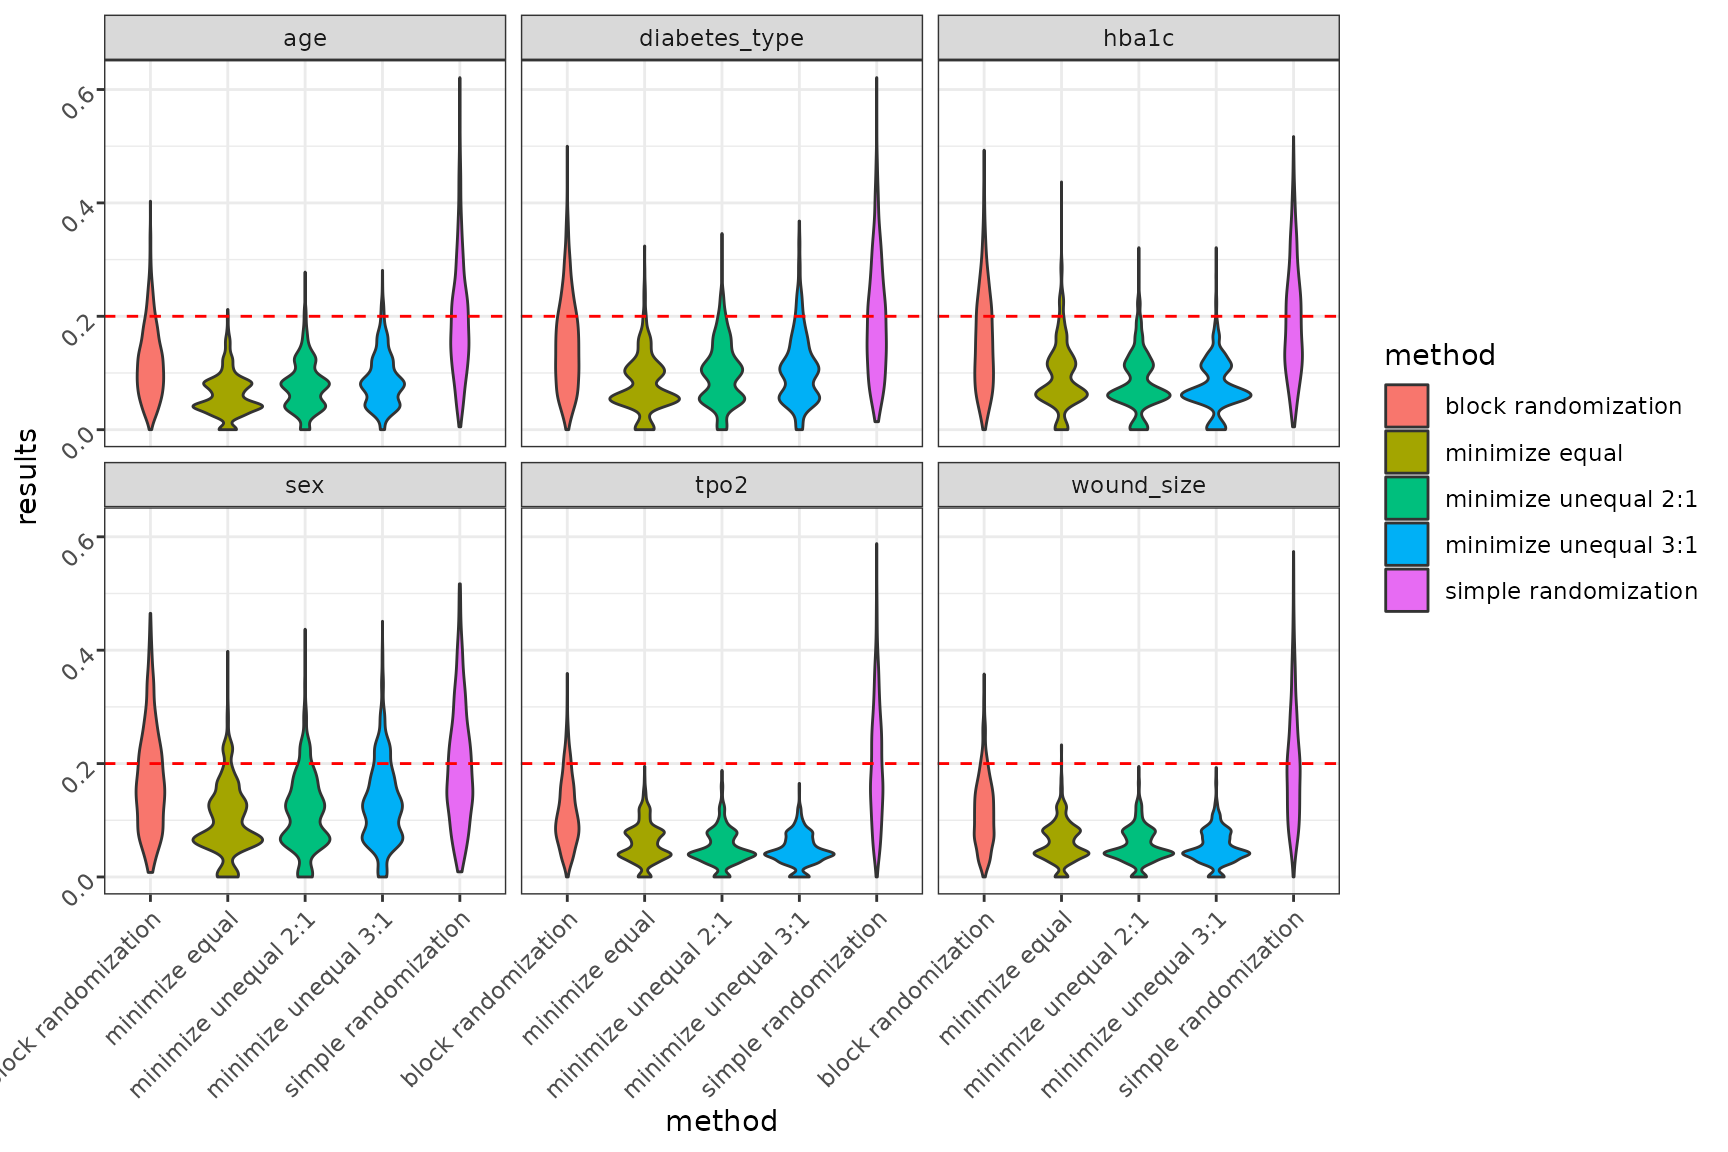 age diabetes_type hba1c
0.6
0.4
0.2
0.0
sex tpo2 wound_size
0.6
0.4
0.2
0.0
results
block randomization
minimize equal
minimize unequal 2:1
minimize unequal 3:1
simple randomization
block randomization
minimize equal
minimize unequal 2:1
minimize unequal 3:1
simple randomization
block randomization
minimize equal
minimize unequal 2:1
minimize unequal 3:1
simple randomization
method
method
block randomization
minimize equal
minimize unequal 2:1
minimize unequal 3:1
simple randomization